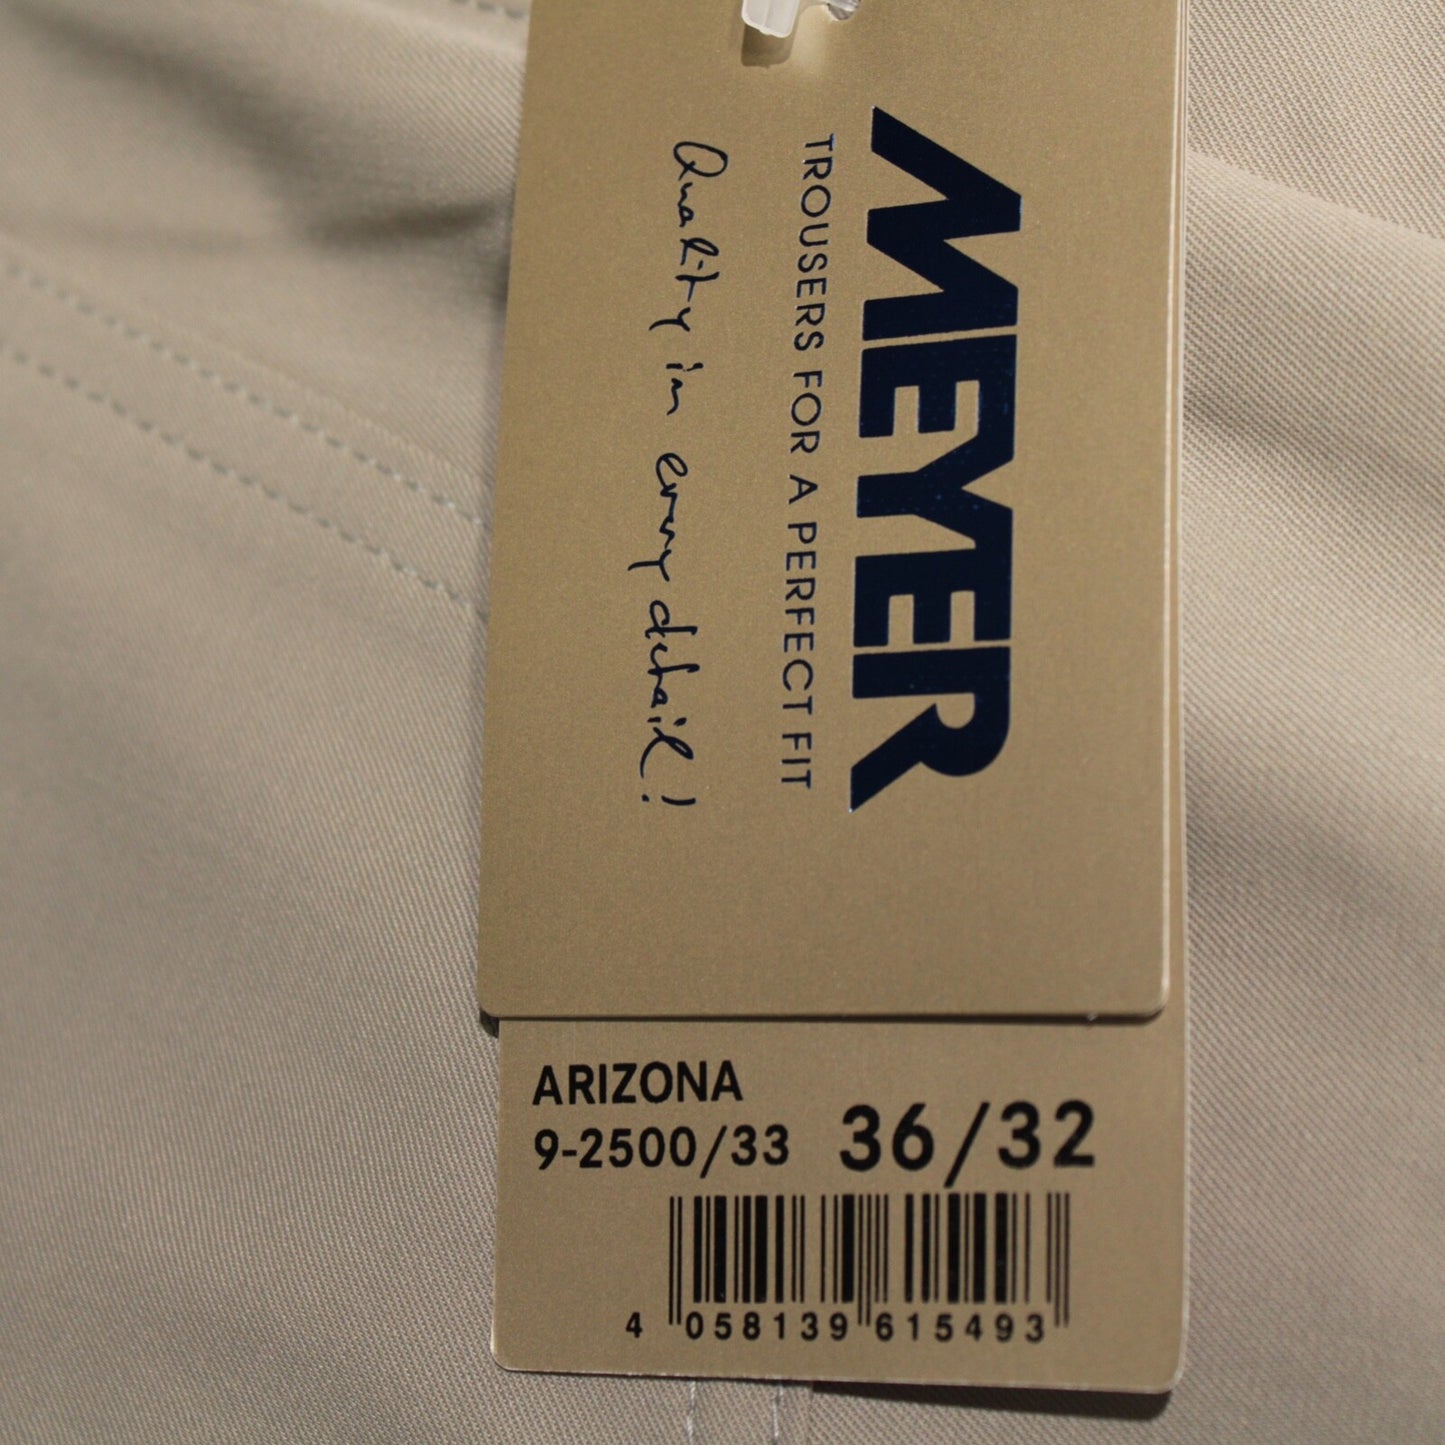 MEYER
TROUSERS FOR A PERFECT FIT
Quality in every detail!
ARIZONA
9-2500/33 36/32
4 058139 615493